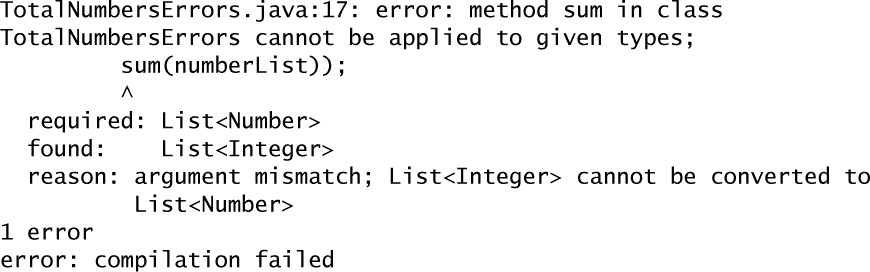 TotalNumbersErrors.java:17: error: method sum in class
TotalNumbersErrors cannot be applied to given types;
         sum(numberList));
         ^
  required: List<Number>
  found:    List<Integer>
  reason: argument mismatch; List<Integer> cannot be converted to
          List<Number>
1 error
error: compilation failed